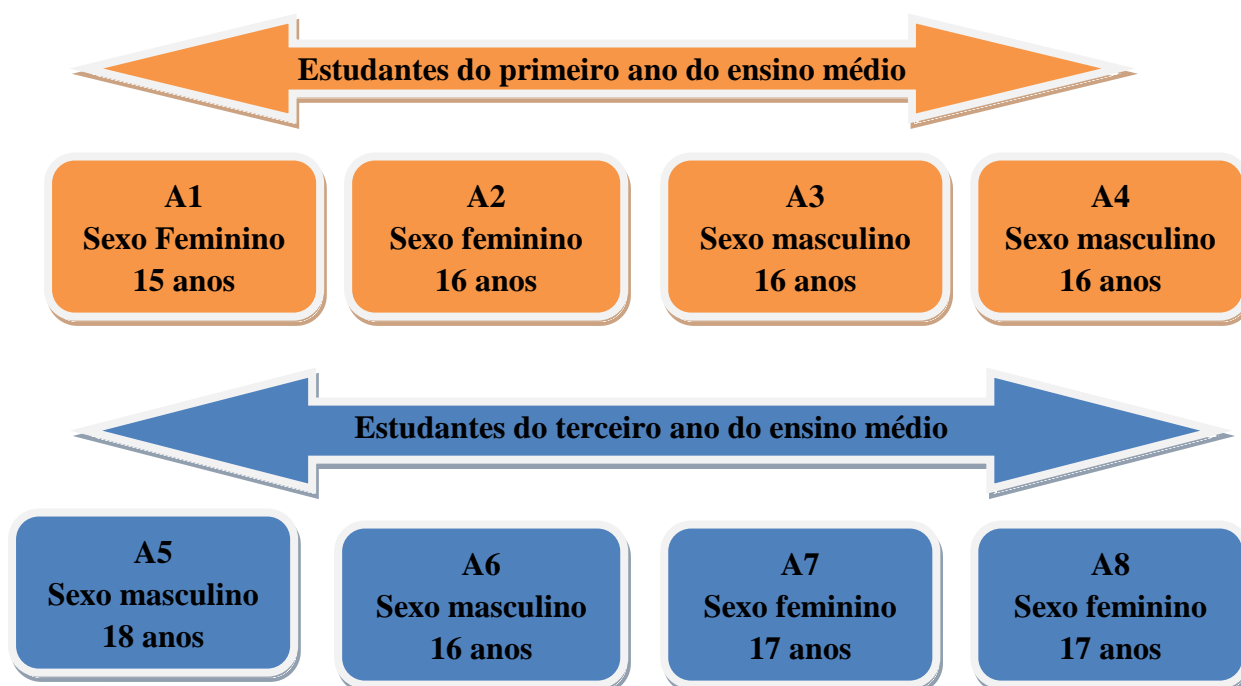 Estudantes do primeiro ano do ensino médio
A1
Sexo Feminino
15 anos
A2
Sexo feminino
16 anos
A3
Sexo masculino
16 anos
A4
Sexo masculino
16 anos
Estudantes do terceiro ano do ensino médio
A5
Sexo masculino
18 anos
A6
Sexo masculino
16 anos
A7
Sexo feminino
17 anos
A8
Sexo feminino
17 anos